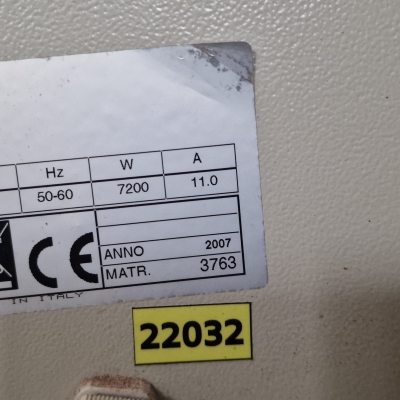 Hz W A
50-60 7200 11.0
CE
ANNO 2007
MATR. 3763
IN ITALY
22032